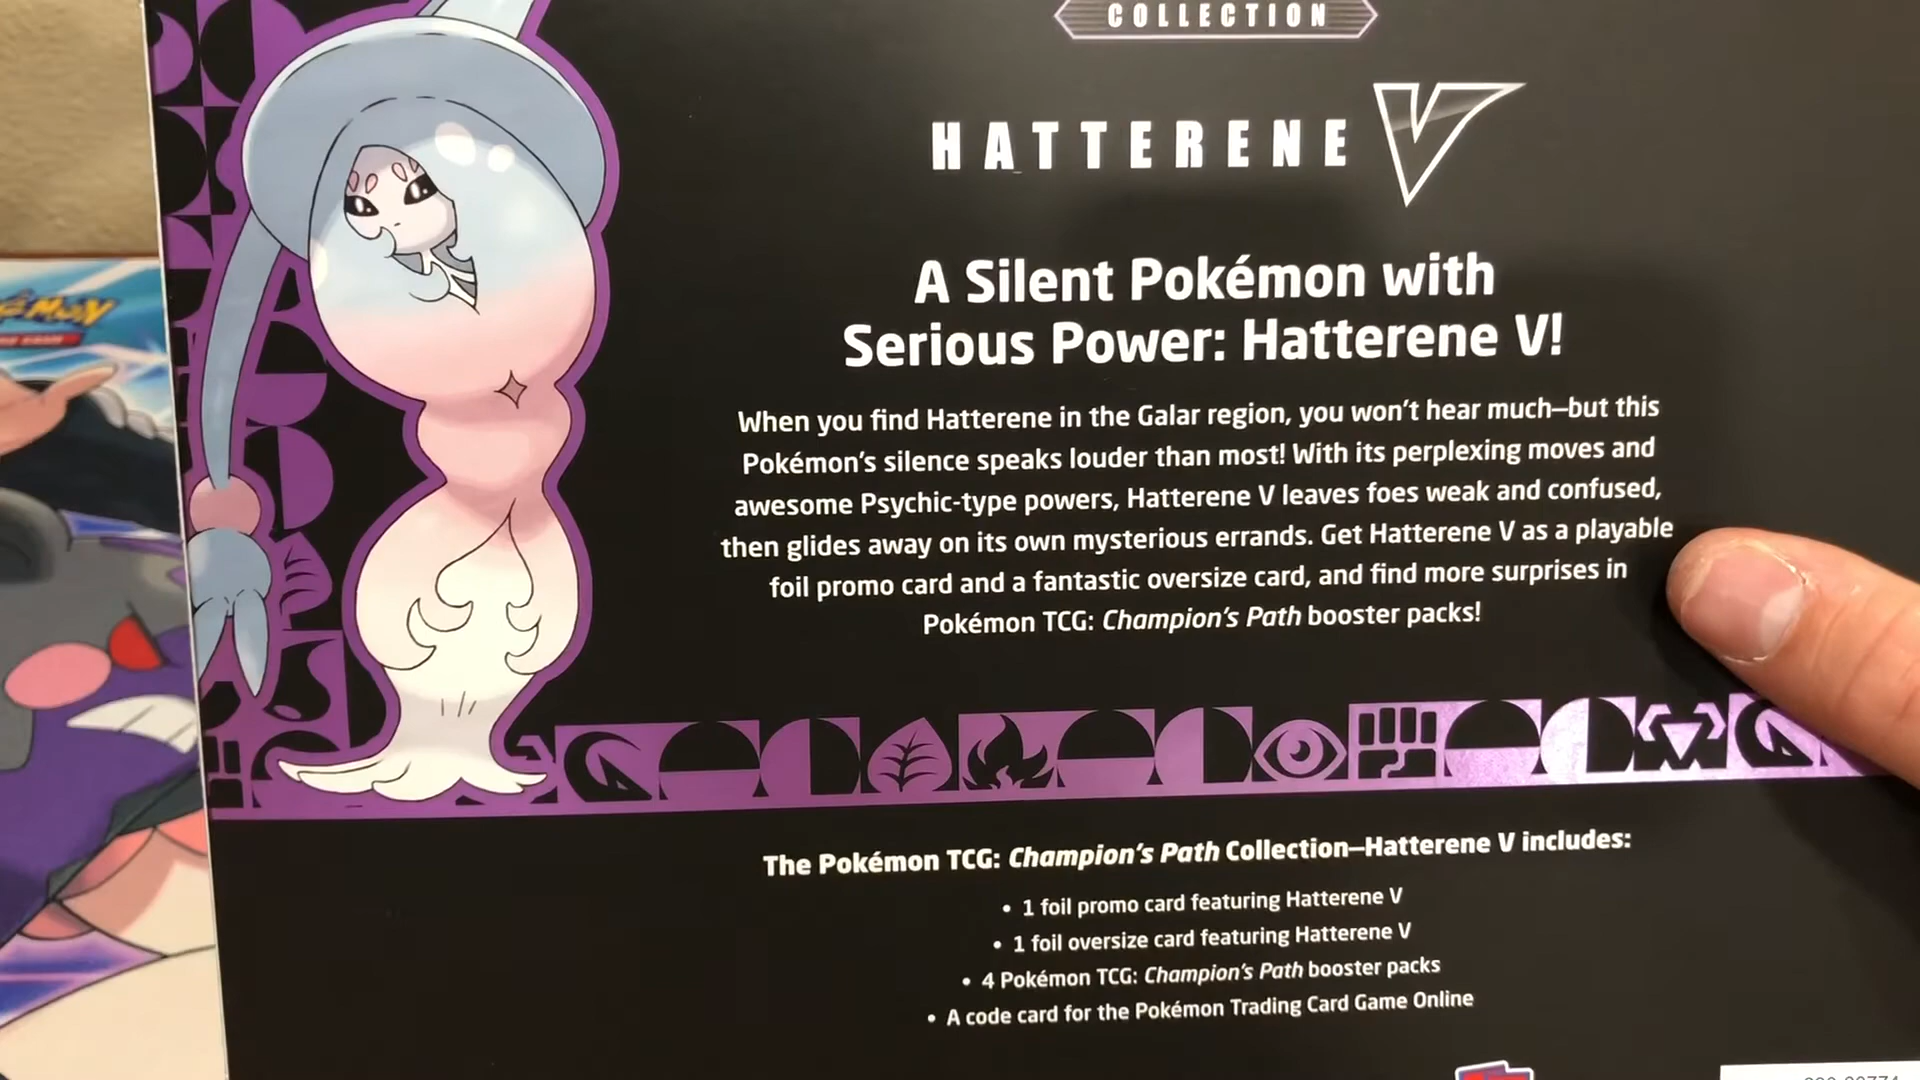 COLLECTION
HATTERENE V
A Silent Pokémon with
Serious Power: Hatterene V!
When you find Hatterene in the Galar region, you won't hear much—but this
Pokémon's silence speaks louder than most! With its perplexing moves and
awesome Psychic-type powers, Hatterene V leaves foes weak and confused,
then glides away on its own mysterious errands. Get Hatterene V as a playable
foil promo card and a fantastic oversize card, and find more surprises in
Pokémon TCG: Champion's Path booster packs!
The Pokémon TCG: Champion's Path Collection—Hatterene V includes:
• 1 foil promo card featuring Hatterene V
• 1 foil oversize card featuring Hatterene V
• 4 Pokémon TCG: Champion's Path booster packs
• A code card for the Pokémon Trading Card Game Online